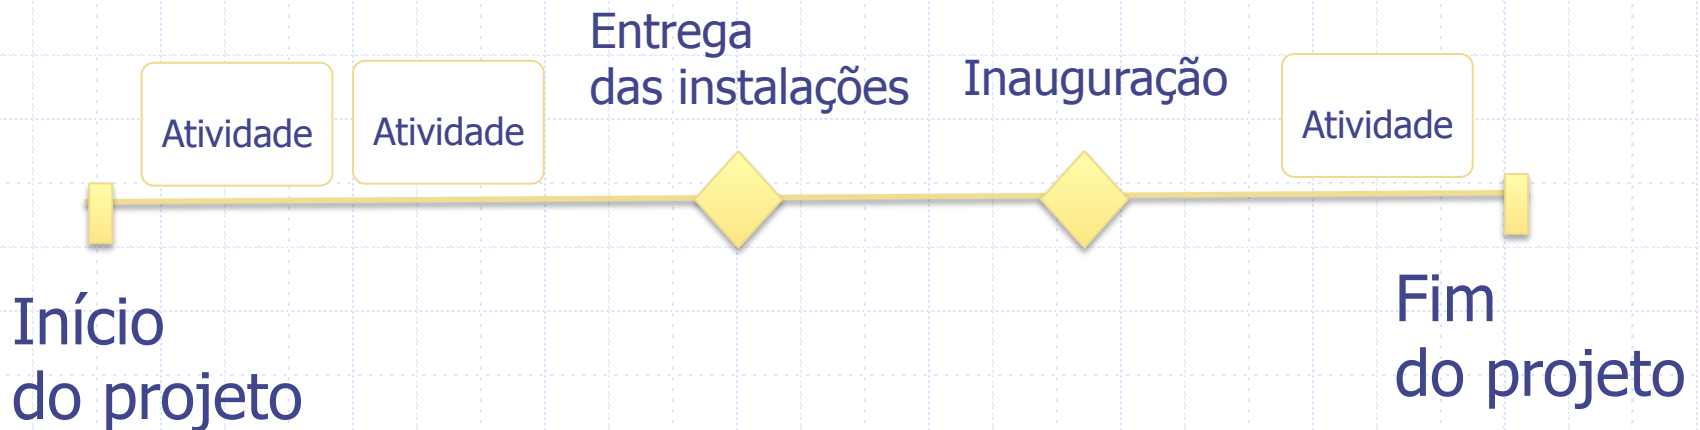 Entrega
das instalações
Inauguração
Atividade
Atividade
Atividade
Início
do projeto
Fim
do projeto